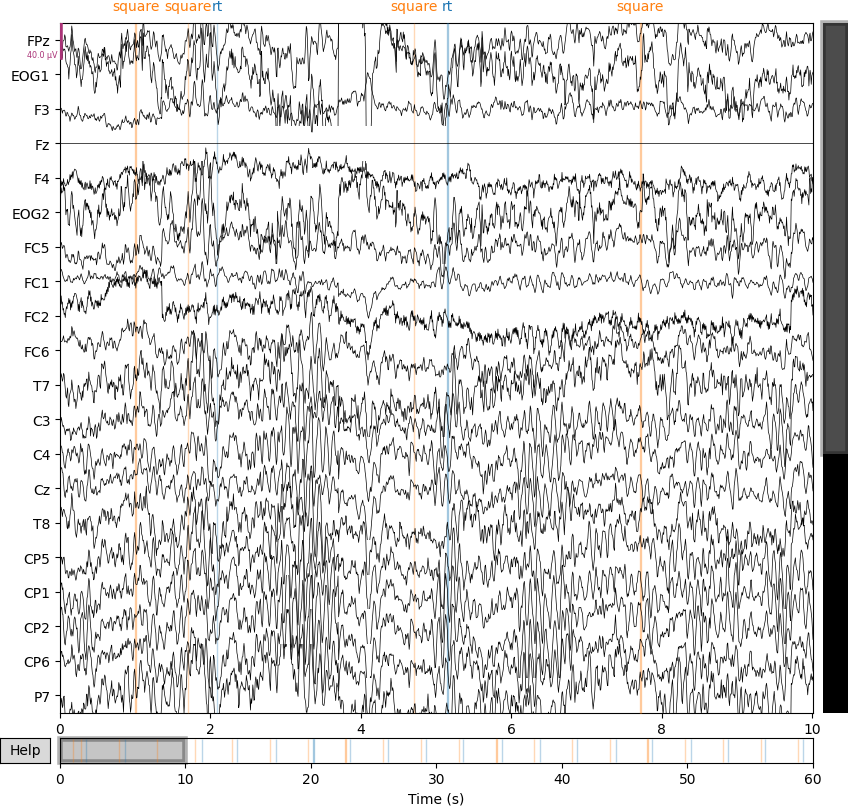 square square rt square rt square
FPz
40.0 µV
EOG1
F3
Fz
F4
EOG2
FC5
FC1
FC2
FC6
T7
C3
C4
Cz
T8
CP5
CP1
CP2
CP6
P7
0 2 4 6 8 10
Help
0 10 20 30 40 50 60
Time (s)